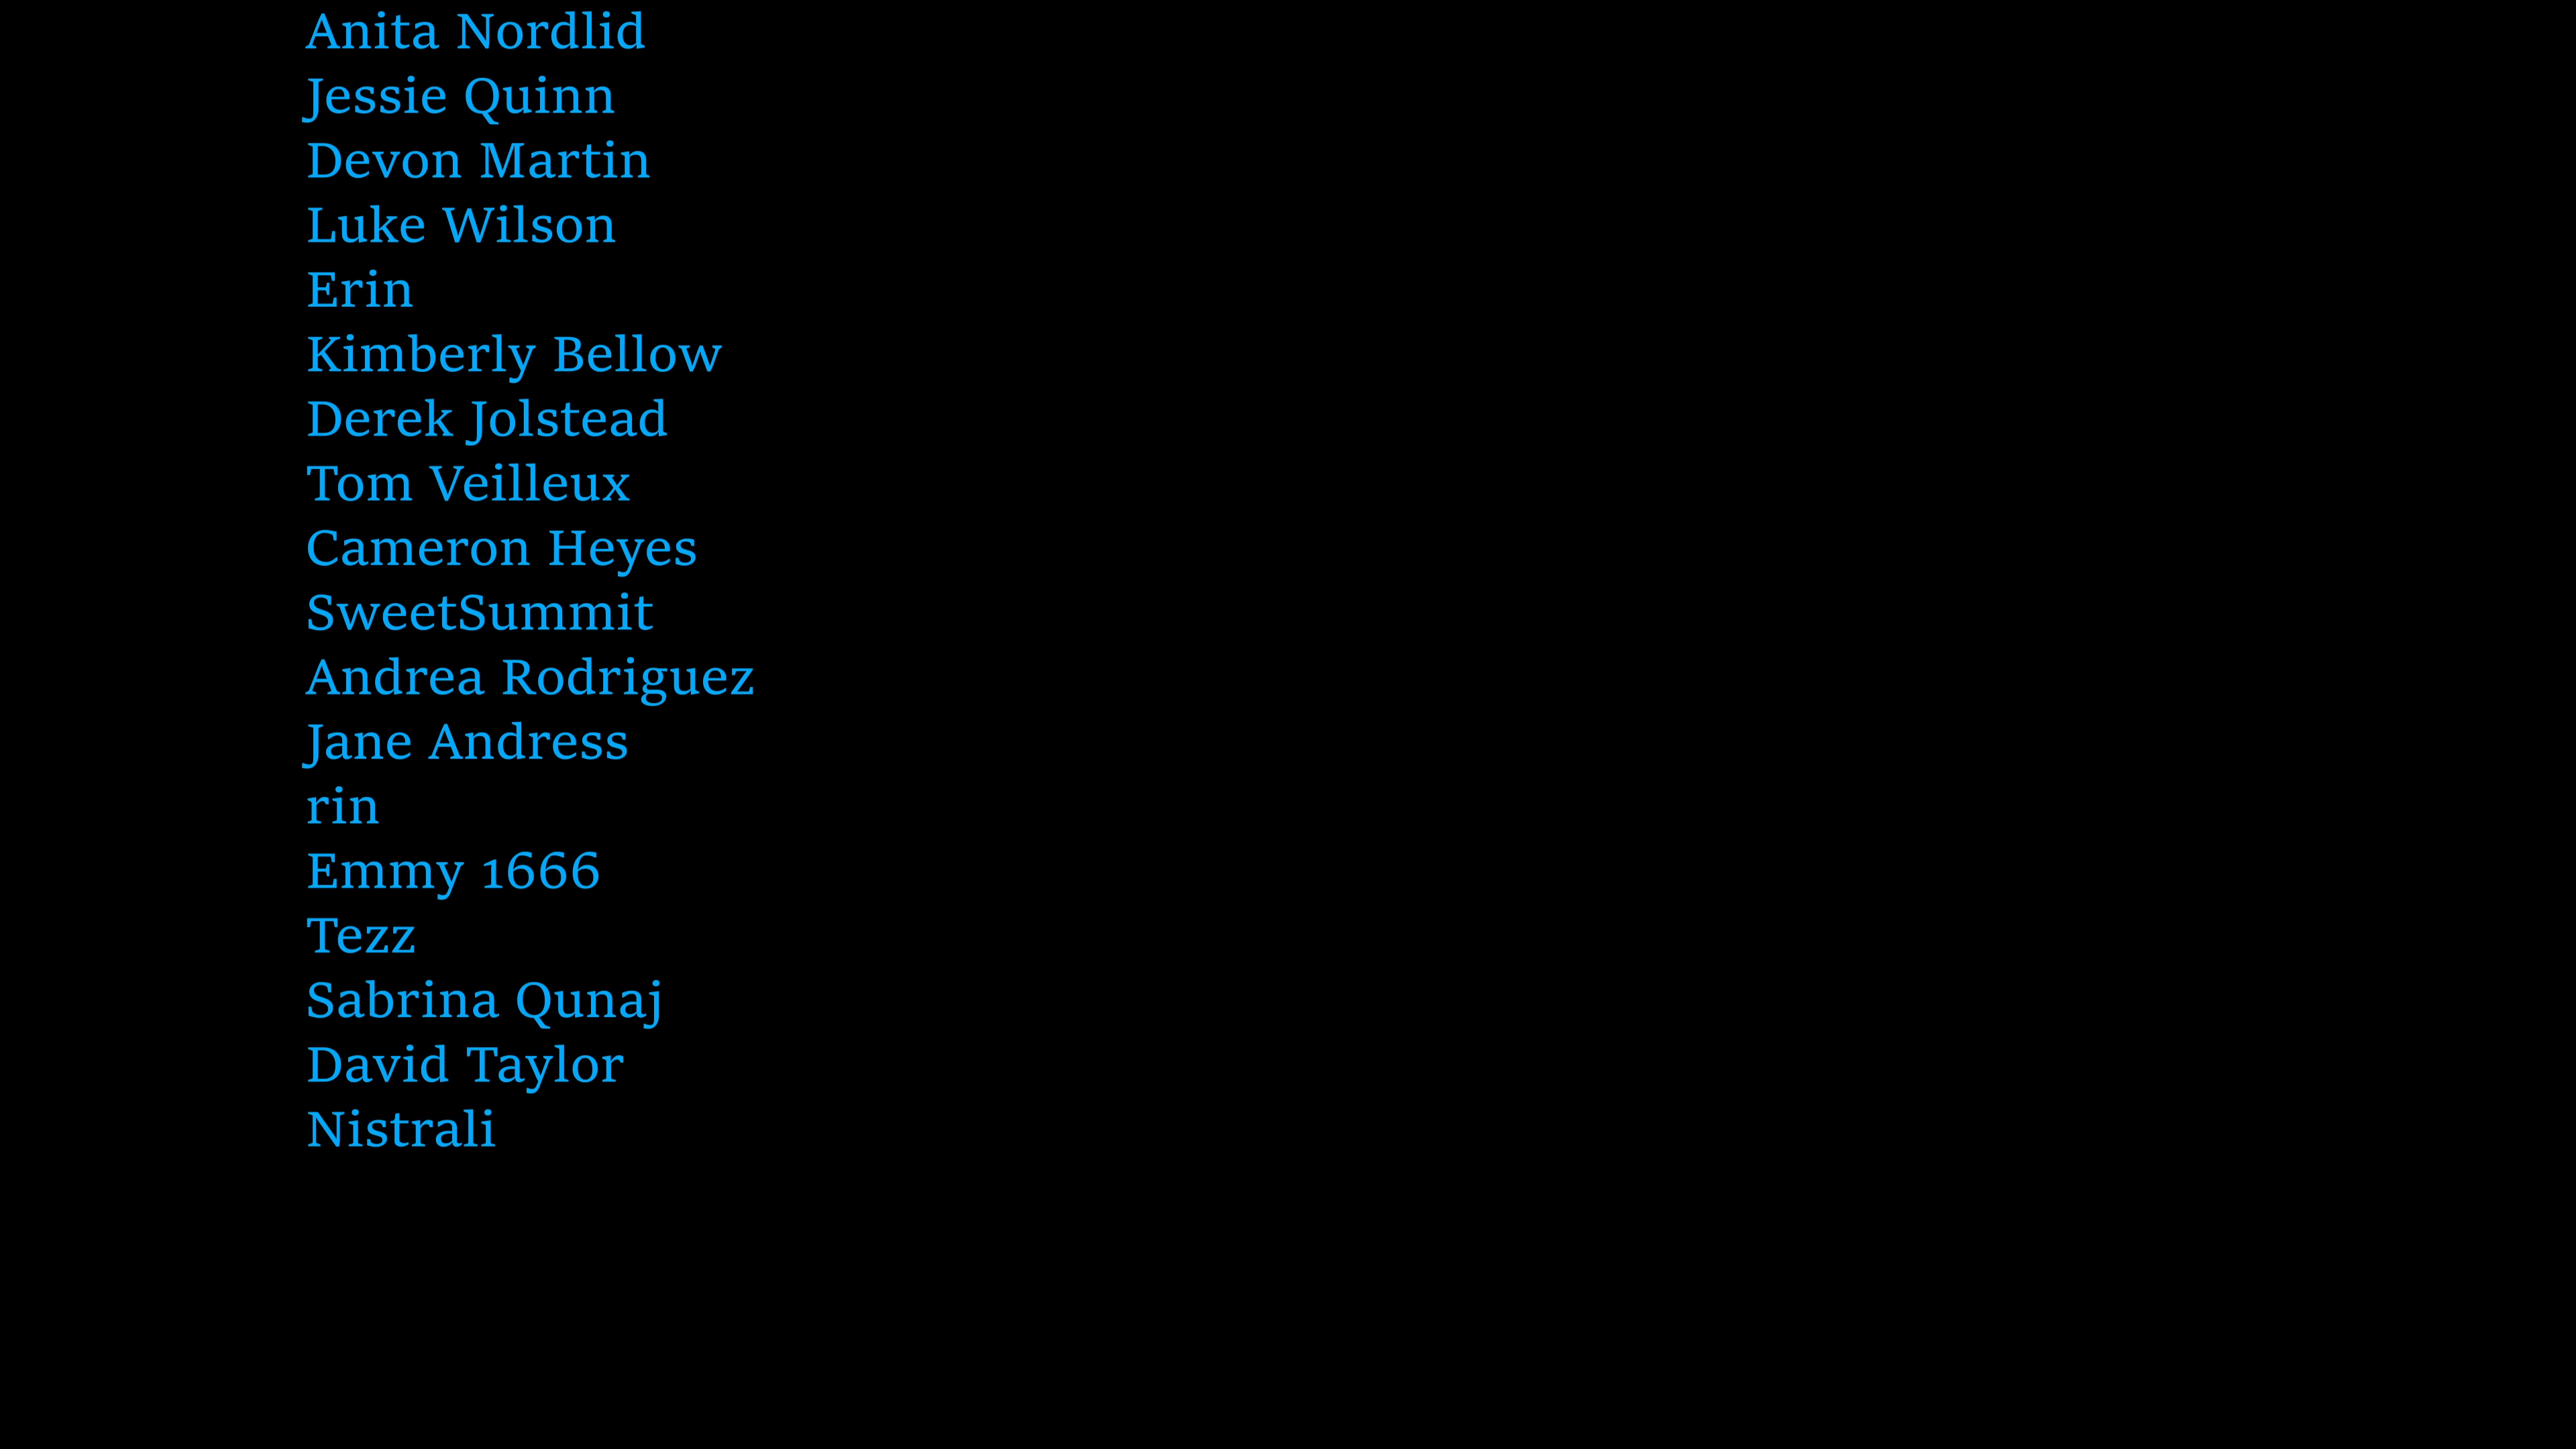 Anita Nordlid
Jessie Quinn
Devon Martin
Luke Wilson
Erin
Kimberly Bellow
Derek Jolstead
Tom Veilleux
Cameron Heyes
SweetSummit
Andrea Rodriguez
Jane Andress
rin
Emmy 1666
Tezz
Sabrina Qunaj
David Taylor
Nistrali